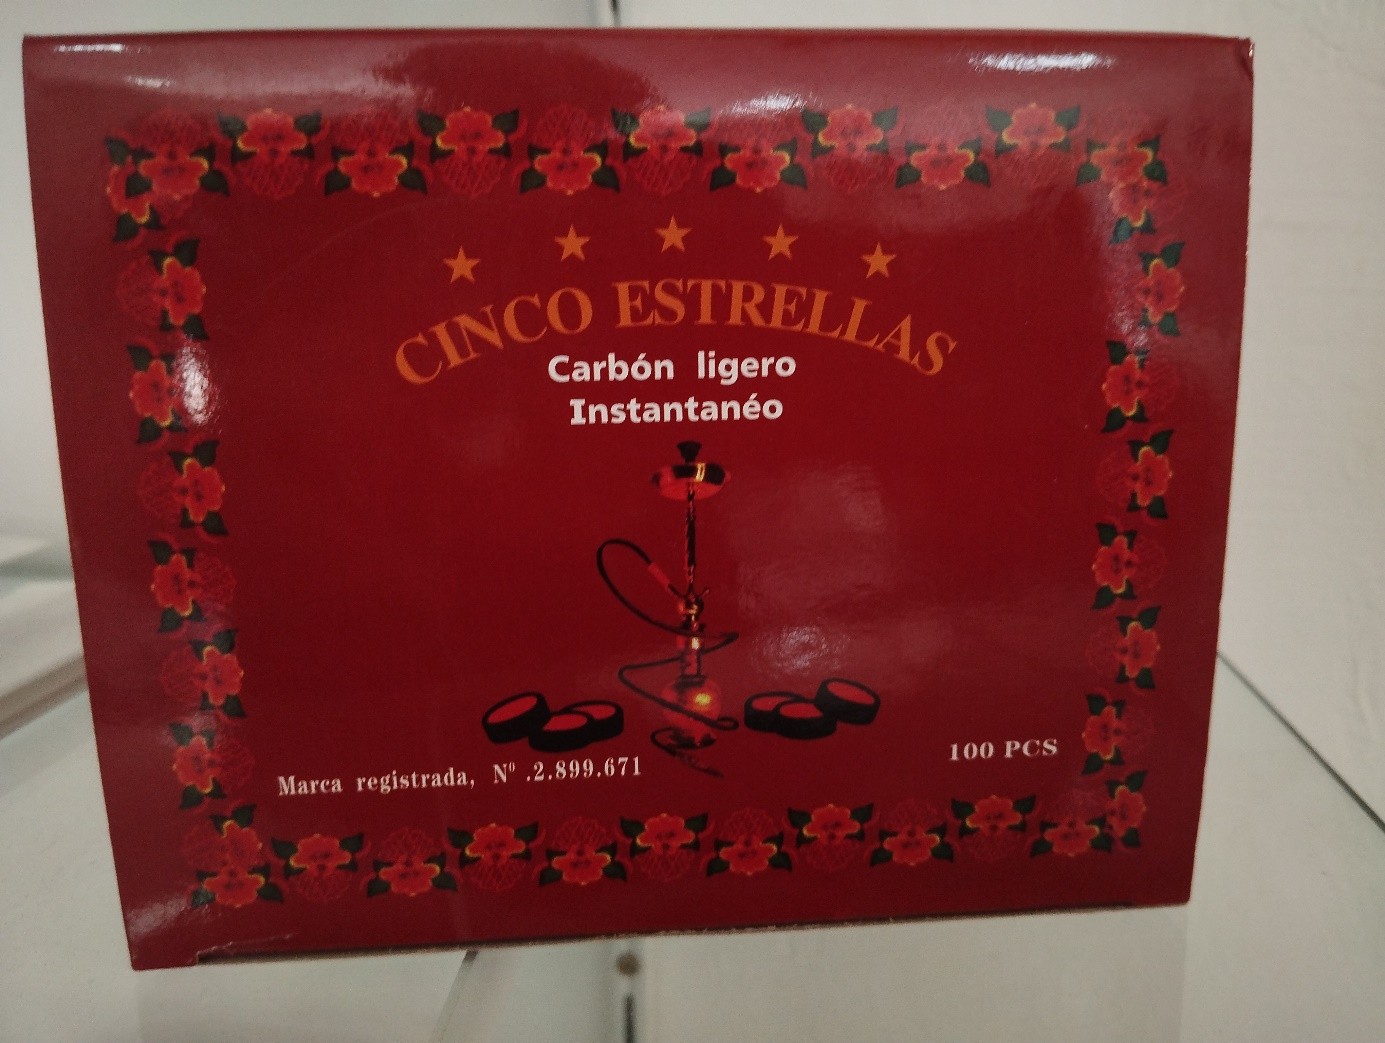 CINCO ESTRELLAS
Carbón ligero
Instantanéo
Marca registrada, Nº .2.899.671
100 PCS